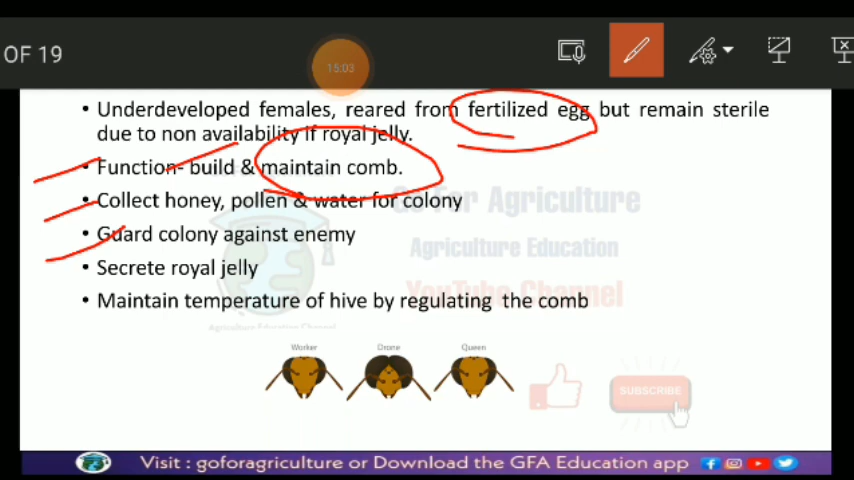 OF 19
15:03
• Underdeveloped females, reared from fertilized egg but remain sterile
due to non availability if royal jelly.
• Function- build & maintain comb.
• Collect honey, pollen & water for colony
• Guard colony against enemy
• Secrete royal jelly
• Maintain temperature of hive by regulating the comb
Go For Agriculture
Agriculture Education
YouTube Channel
Agriculture Education Channel
Worker Drone Queen
SUBSCRIBE
Visit : goforagriculture or Download the GFA Education app